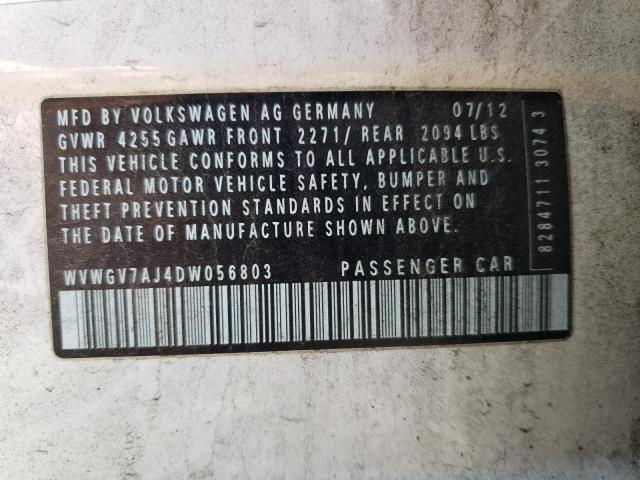 MFD BY VOLKSWAGEN AG GERMANY 07/12
GVWR 4255 GAWR FRONT 2271/ REAR 2094 LBS
THIS VEHICLE CONFORMS TO ALL APPLICABLE U.S.
FEDERAL MOTOR VEHICLE SAFETY, BUMPER AND
THEFT PREVENTION STANDARDS IN EFFECT ON
THE DATE OF MANUFACTURE SHOWN ABOVE.
WVWGV7AJ4DW056803 PASSENGER CAR
8284711 3074 3